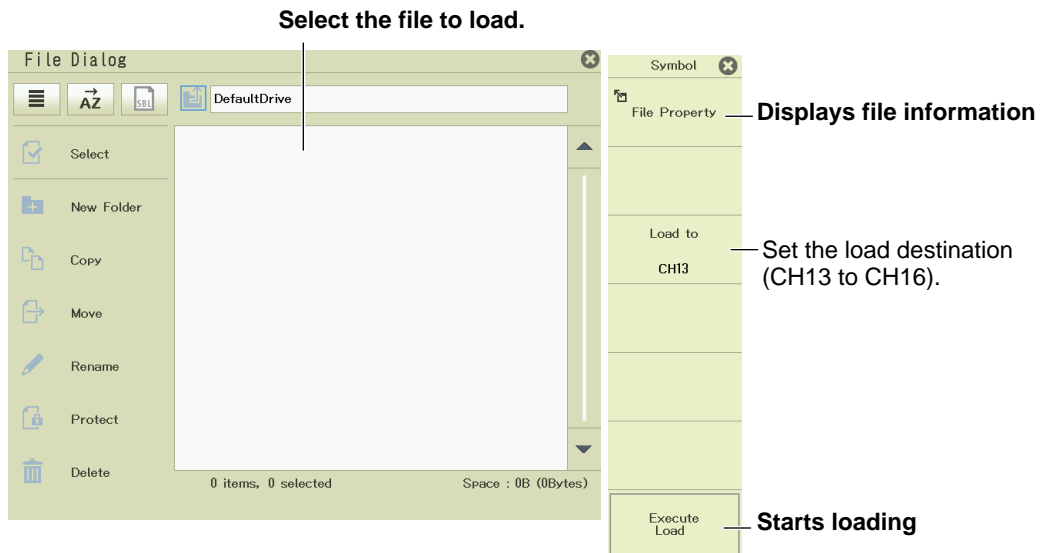 Select the file to load.
File Dialog
AZ
SBL
DefaultDrive
Select
New Folder
Copy
Move
Rename
Protect
Delete
0 items, 0 selected
Space : 0B (0Bytes)
Symbol
File Property
Displays file information
Load to
CH13
Set the load destination
(CH13 to CH16).
Execute
Load
Starts loading